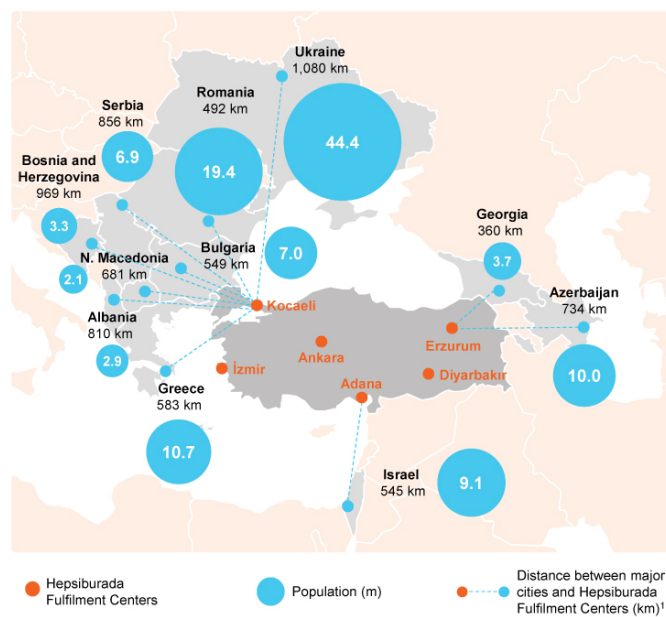 Ukraine
1,080 km
Romania
492 km
44.4
Serbia
856 km
6.9
19.4
Bosnia and
Herzegovina
969 km
3.3
Georgia
360 km
Bulgaria
549 km
7.0
N. Macedonia
681 km
2.1
3.7
Azerbaijan
734 km
Kocaeli
Albania
810 km
Erzurum
Ankara
2.9
İzmir
Adana
Diyarbakır
10.0
Greece
583 km
10.7
Israel
545 km
9.1
Hepsiburada
Fulfilment Centers
Population (m)
Distance between major
cities and Hepsiburada
Fulfilment Centers (km)¹